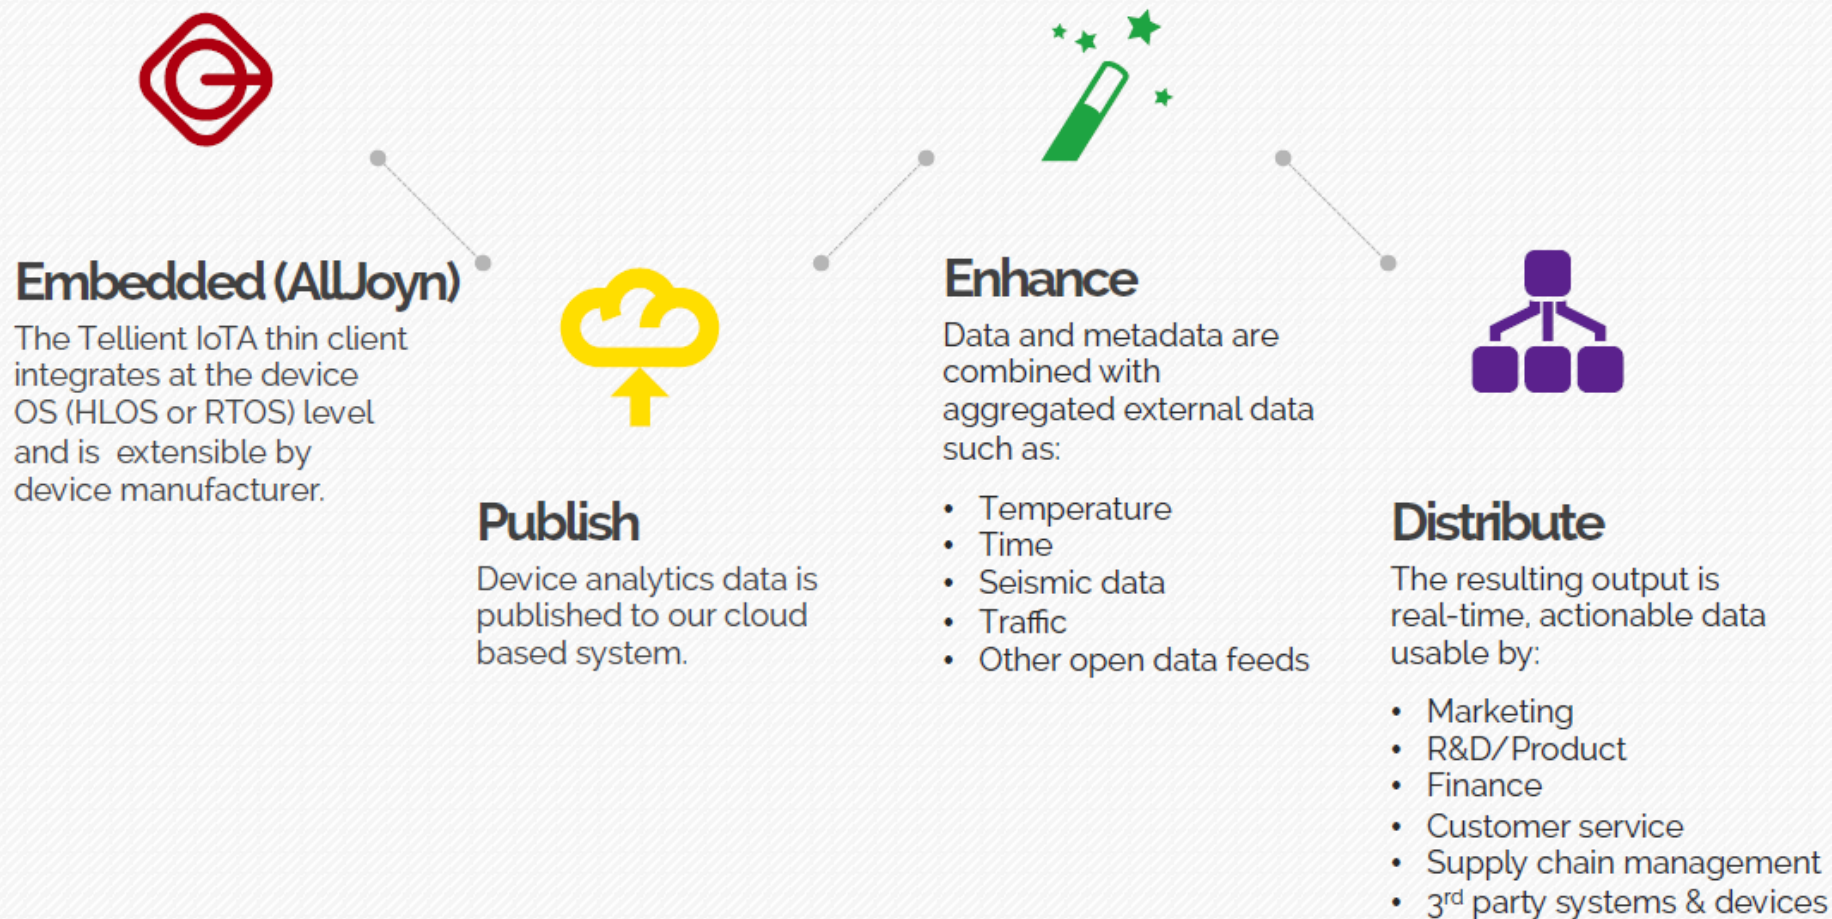 Embedded (AllJoyn)
The Tellient IoTA thin client
integrates at the device
OS (HLOS or RTOS) level
and is extensible by
device manufacturer.
Publish
Device analytics data is
published to our cloud
based system.
Enhance
Data and metadata are
combined with
aggregated external data
such as:
• Temperature
• Time
• Seismic data
• Traffic
• Other open data feeds
Distribute
The resulting output is
real-time, actionable data
usable by:
• Marketing
• R&D/Product
• Finance
• Customer service
• Supply chain management
• 3rd party systems & devices